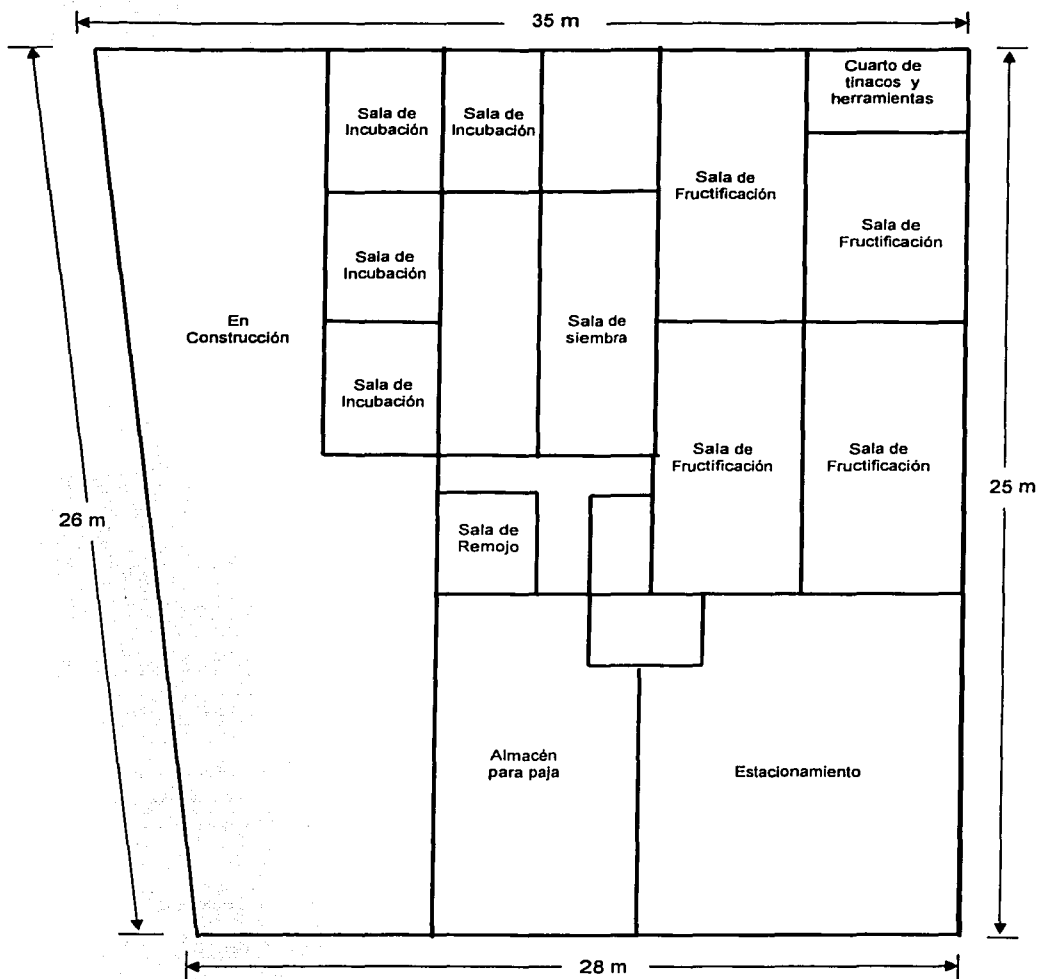 35 m
Cuarto de
tinacos y
herramientas
Sala de
Incubación
Sala de
Incubación
Sala de
Fructificación
Sala de
Fructificación
Sala de
Incubación
En
Construcción
Sala de
siembra
Sala de
Incubación
Sala de
Fructificación
Sala de
Fructificación
25 m
26 m
Sala de
Remojo
Almacén
para paja
Estacionamiento
28 m